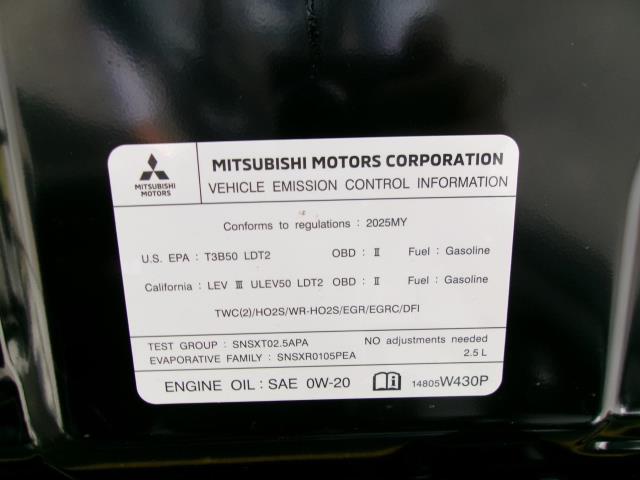 MITSUBISHI
MOTORS
MITSUBISHI MOTORS CORPORATION
VEHICLE EMISSION CONTROL INFORMATION
Conforms to regulations : 2025MY
U.S. EPA : T3B50 LDT2 OBD : Ⅱ Fuel : Gasoline
California : LEV Ⅲ ULEV50 LDT2 OBD : Ⅱ Fuel : Gasoline
TWC(2)/HO2S/WR-HO2S/EGR/EGRC/DFI
TEST GROUP : SNSXT02.5APA NO adjustments needed
EVAPORATIVE FAMILY : SNSXR0105PEA 2.5 L
ENGINE OIL : SAE 0W-20 i 14805W430P